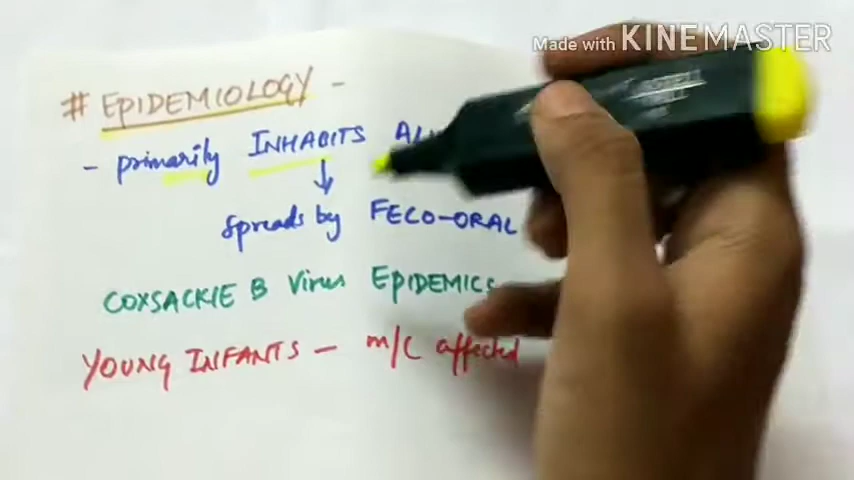 Made with KINEMASTER
# EPIDEMIOLOGY -
- primarily INHABITS
↓
spreads by FECO-ORAL
COXSACKIE B Virus EPIDEMICS
YOUNG INFANTS - m/c affected